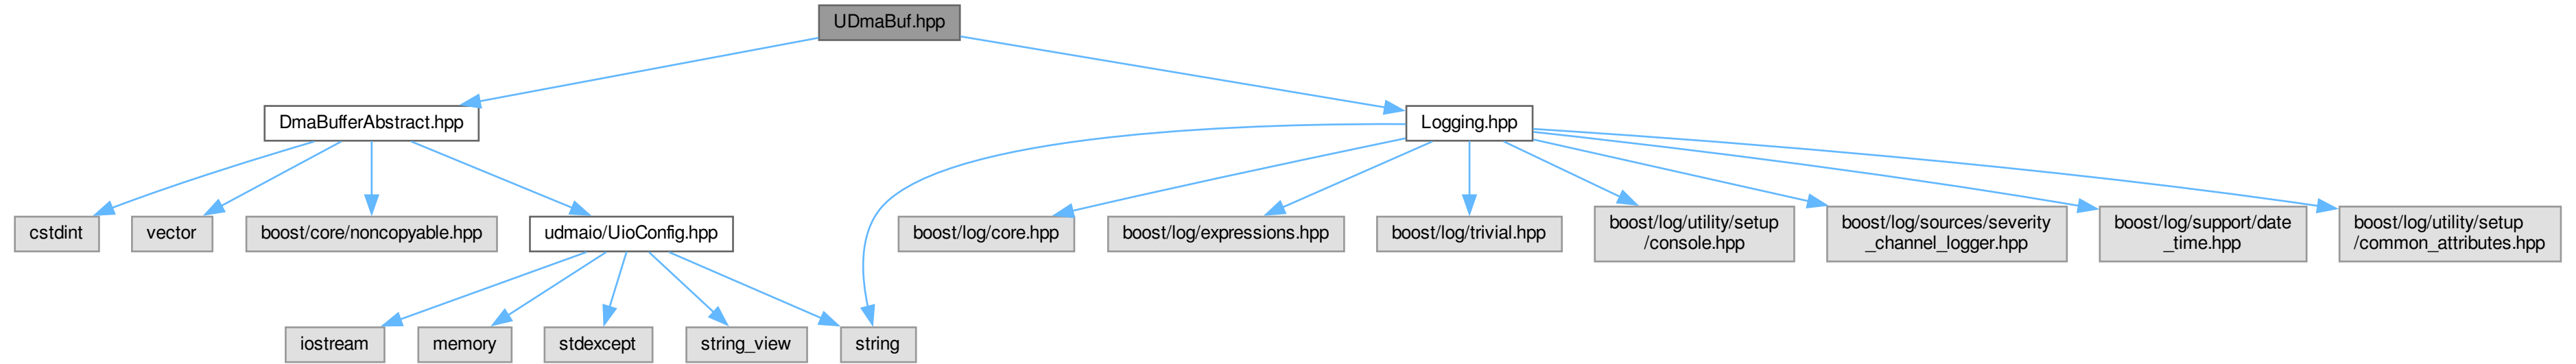 UDmaBuf.hpp
DmaBufferAbstract.hpp
Logging.hpp
cstdint
vector
boost/core/noncopyable.hpp
udmaio/UioConfig.hpp
boost/log/core.hpp
boost/log/expressions.hpp
boost/log/trivial.hpp
boost/log/utility/setup
/console.hpp
boost/log/sources/severity
_channel_logger.hpp
boost/log/support/date
_time.hpp
boost/log/utility/setup
/common_attributes.hpp
iostream
memory
stdexcept
string_view
string